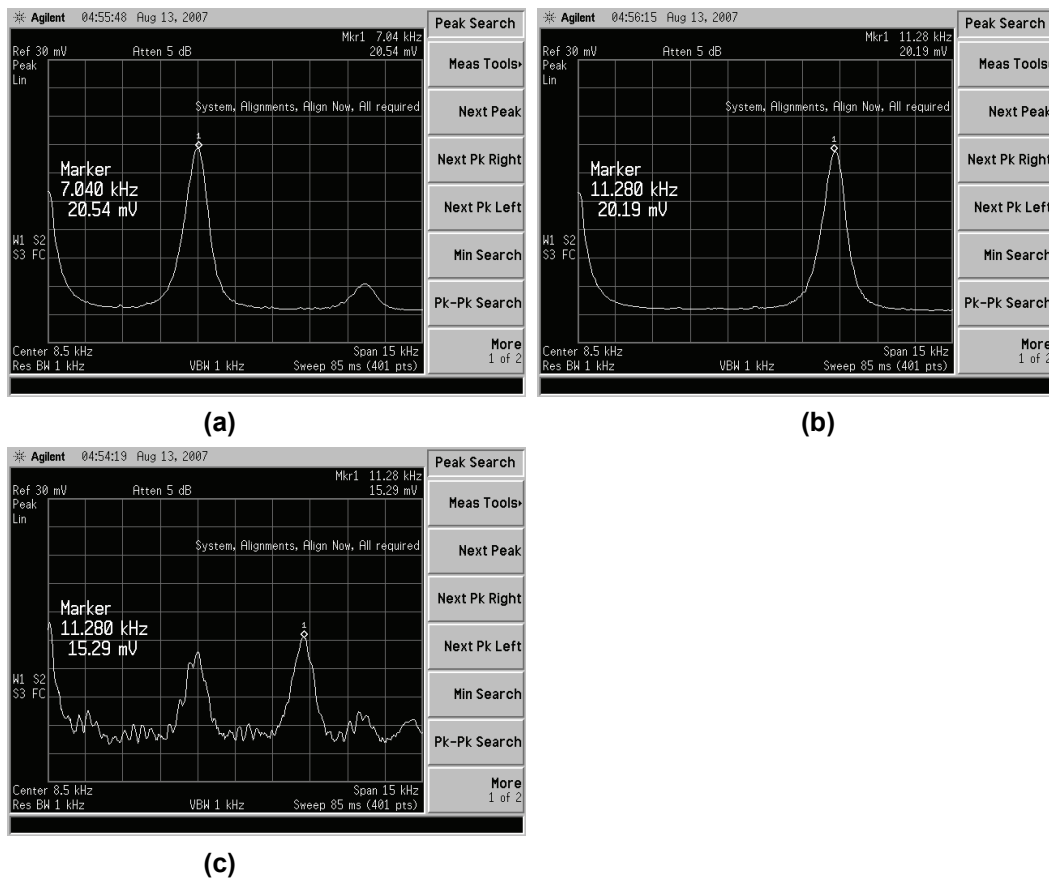 Agilent 04:55:48 Aug 13, 2007
Peak Search
Mkr1 7.04 kHz
Ref 30 mV Atten 5 dB 20.54 mV
Peak
Lin
Meas Tools
System, Alignments, Align Now, All required
Next Peak
1
Marker
7.040 kHz
20.54 mV
Next Pk Right
Next Pk Left
W1 S2
S3 FC
Min Search
Pk-Pk Search
Center 8.5 kHz Span 15 kHz
Res BW 1 kHz VBW 1 kHz Sweep 85 ms (401 pts)
More
1 of 2
(a)
Agilent 04:56:15 Aug 13, 2007
Peak Search
Mkr1 11.28 kHz
Ref 30 mV Atten 5 dB 20.19 mV
Peak
Lin
Meas Tools
System, Alignments, Align Now, All required
Next Peak
1
Marker
11.280 kHz
20.19 mV
Next Pk Right
Next Pk Left
W1 S2
S3 FC
Min Search
Pk-Pk Search
Center 8.5 kHz Span 15 kHz
Res BW 1 kHz VBW 1 kHz Sweep 85 ms (401 pts)
More
1 of 2
(b)
Agilent 04:54:19 Aug 13, 2007
Peak Search
Mkr1 11.28 kHz
Ref 30 mV Atten 5 dB 15.29 mV
Peak
Lin
Meas Tools
System, Alignments, Align Now, All required
Next Peak
Marker
11.280 kHz
15.29 mV
Next Pk Right
1
Next Pk Left
W1 S2
S3 FC
Min Search
Pk-Pk Search
Center 8.5 kHz Span 15 kHz
Res BW 1 kHz VBW 1 kHz Sweep 85 ms (401 pts)
More
1 of 2
(c)